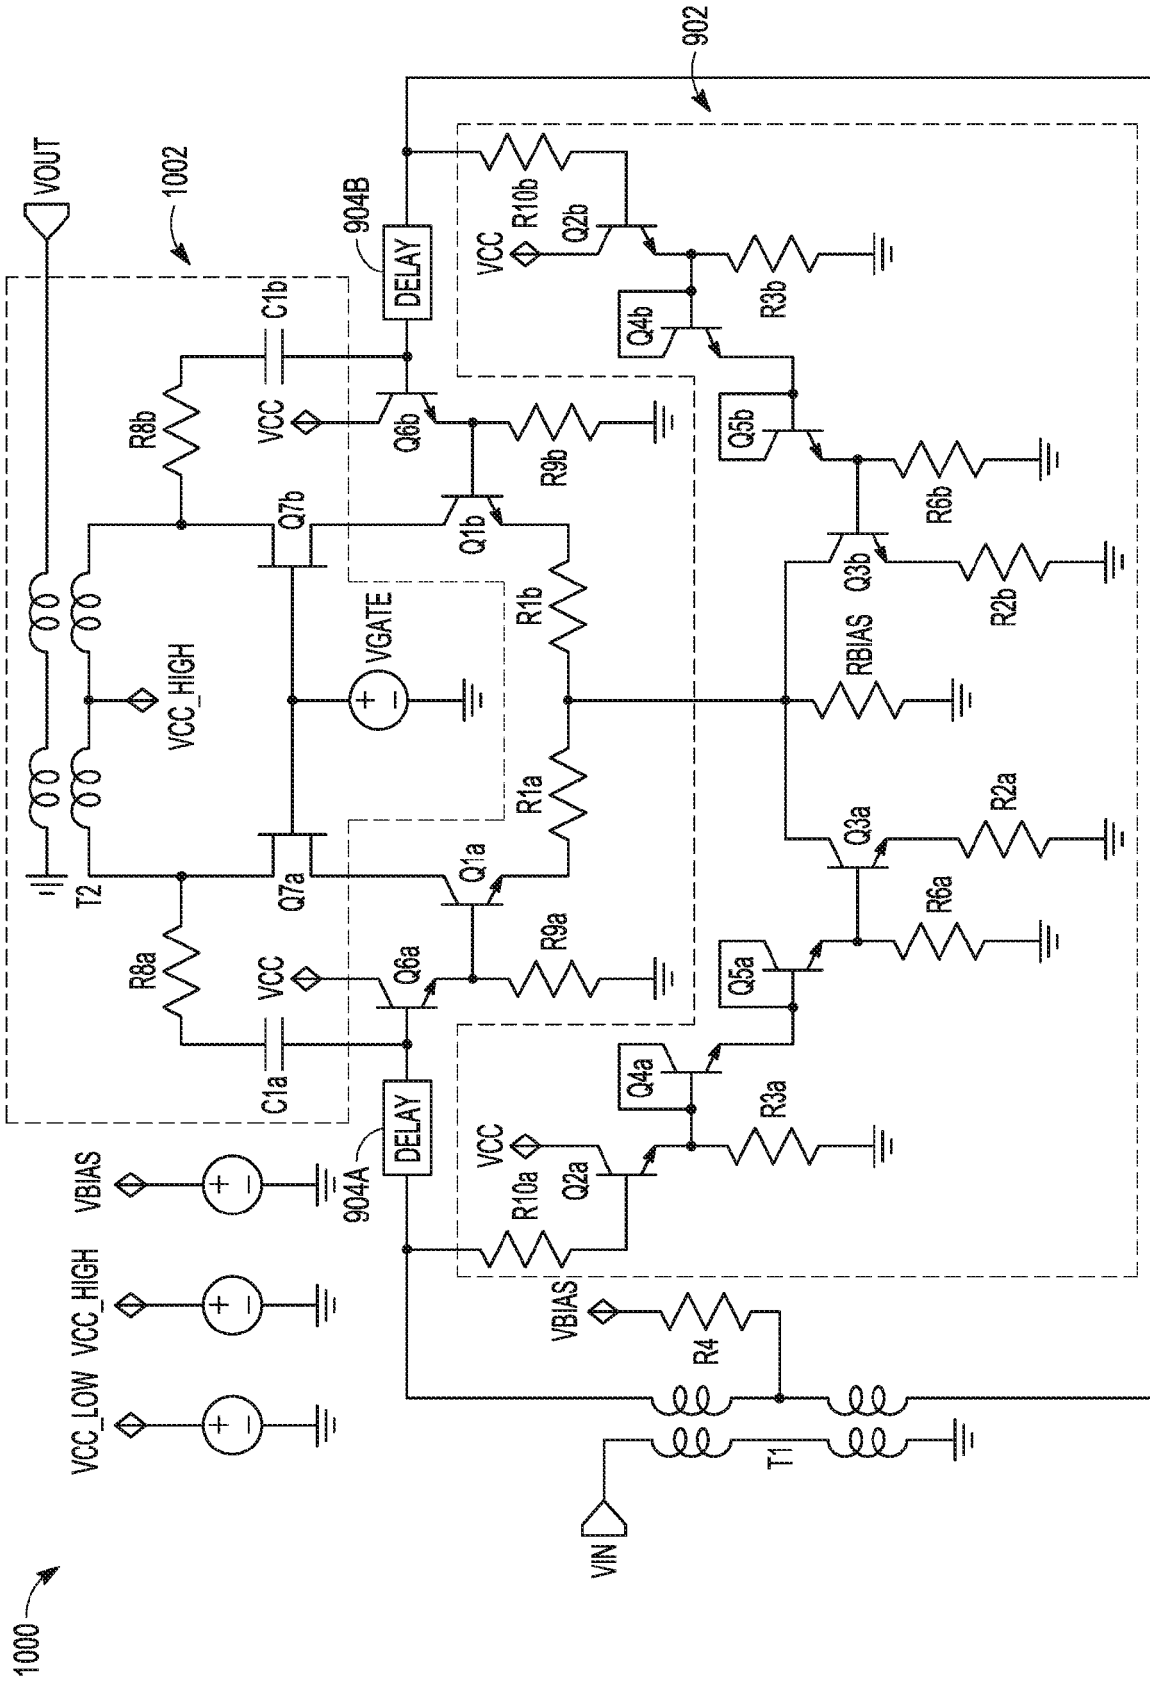 1000
VCC_LOW
VCC_HIGH
VBIAS
VOUT
1002
T2
VCC_HIGH
R8a
R8b
C1a
C1b
VCC
VCC
Q7a
Q7b
VGATE
+
−
904A
904B
DELAY
DELAY
Q6a
Q6b
Q1a
Q1b
R9a
R9b
R1a
R1b
902
R10a
R10b
VCC
VCC
Q2a
Q2b
Q4a
Q4b
R3a
R3b
Q5a
Q5b
Q3a
Q3b
R6a
R6b
R2a
R2b
RBIAS
VBIAS
R4
T1
VIN
+
−
+
−
+
−